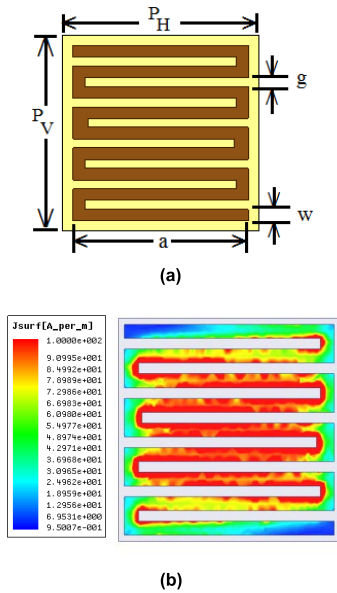 P_H
P_V
g
w
a
(a)
Jsurf[A_per_m]
1.0000e+002
9.0995e+001
8.4992e+001
7.8989e+001
7.2986e+001
6.6983e+001
6.0980e+001
5.4977e+001
4.8974e+001
4.2971e+001
3.6968e+001
3.0965e+001
2.4962e+001
1.8959e+001
1.2956e+001
6.9531e+000
9.5007e-001
(b)